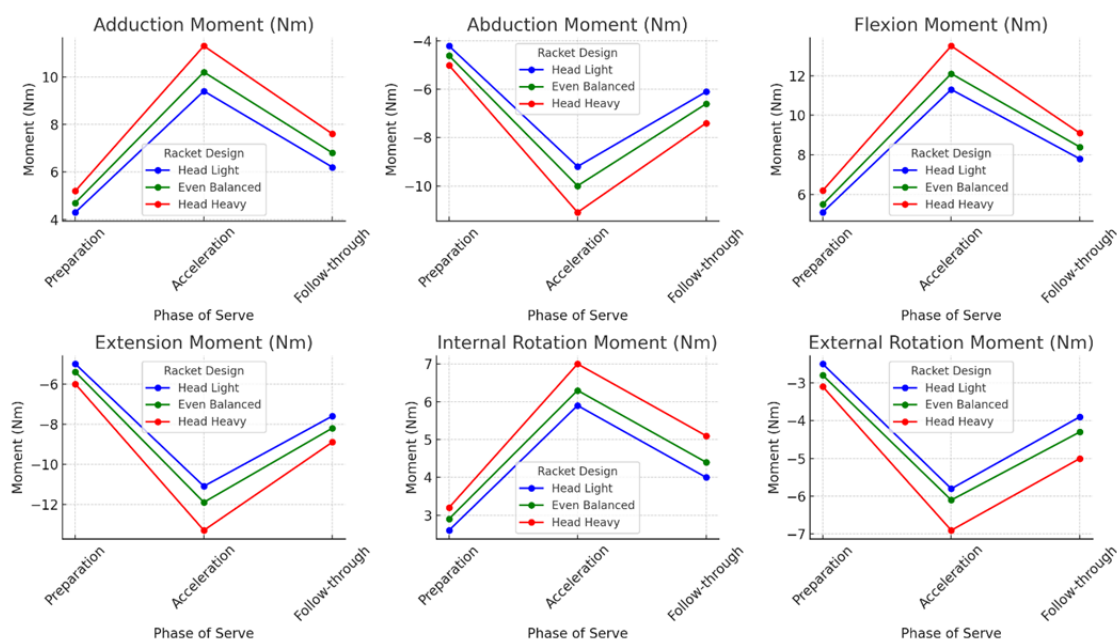 Adduction Moment (Nm)
Moment (Nm)
10
8
6
4
Racket Design
Head Light
Even Balanced
Head Heavy
Preparation
Acceleration
Follow-through
Phase of Serve
Abduction Moment (Nm)
Moment (Nm)
−4
−6
−8
−10
Racket Design
Head Light
Even Balanced
Head Heavy
Preparation
Acceleration
Follow-through
Phase of Serve
Flexion Moment (Nm)
Moment (Nm)
12
10
8
6
Racket Design
Head Light
Even Balanced
Head Heavy
Preparation
Acceleration
Follow-through
Phase of Serve
Extension Moment (Nm)
Moment (Nm)
−6
−8
−10
−12
Racket Design
Head Light
Even Balanced
Head Heavy
Preparation
Acceleration
Follow-through
Phase of Serve
Internal Rotation Moment (Nm)
Moment (Nm)
7
6
5
4
3
Racket Design
Head Light
Even Balanced
Head Heavy
Preparation
Acceleration
Follow-through
Phase of Serve
External Rotation Moment (Nm)
Moment (Nm)
−3
−4
−5
−6
−7
Racket Design
Head Light
Even Balanced
Head Heavy
Preparation
Acceleration
Follow-through
Phase of Serve